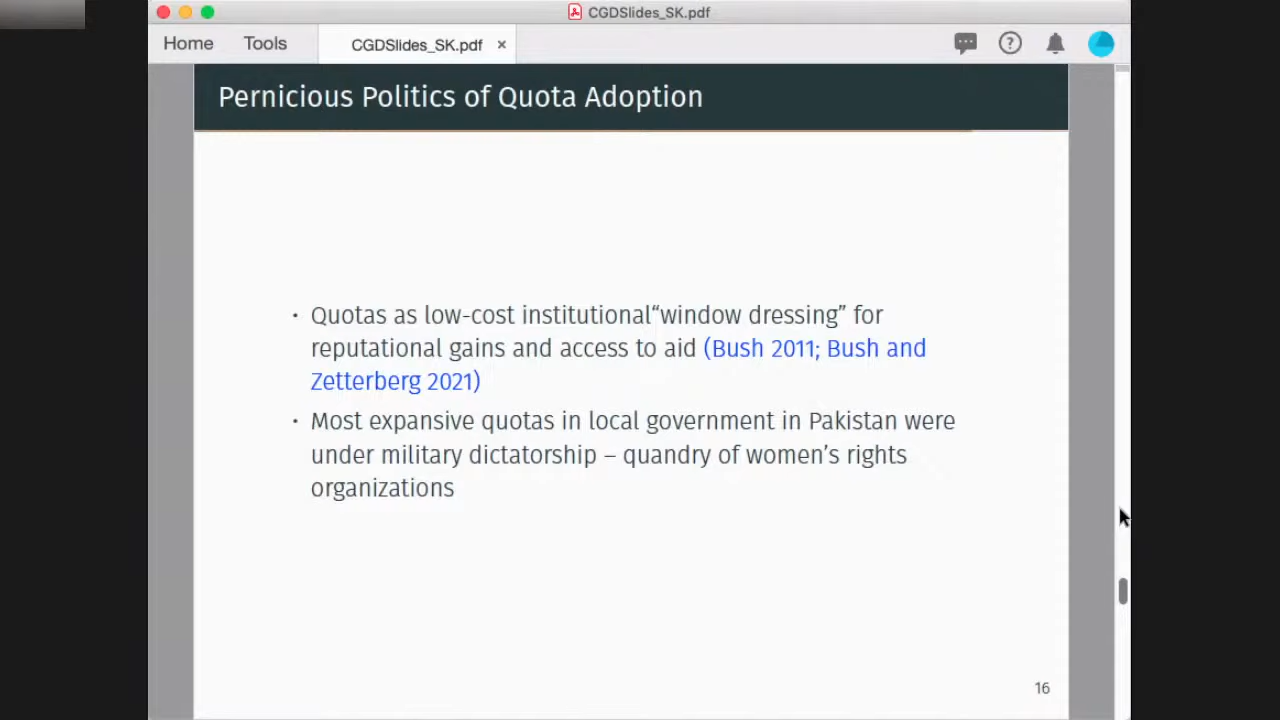 CGDSlides_SK.pdf
Home Tools CGDSlides_SK.pdf ×
Pernicious Politics of Quota Adoption
• Quotas as low-cost institutional“window dressing” for
reputational gains and access to aid (Bush 2011; Bush and
Zetterberg 2021)
• Most expansive quotas in local government in Pakistan were
under military dictatorship – quandry of women’s rights
organizations
16